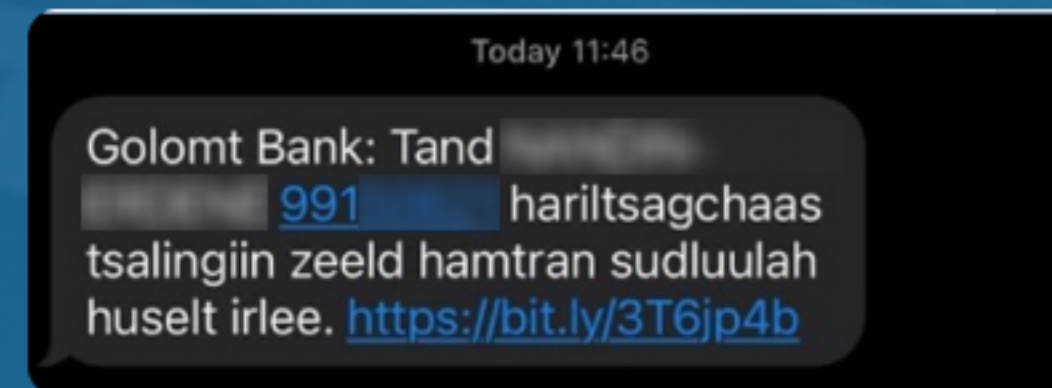 Today 11:46
Golomt Bank: Tand
991 hariltsagchaas
tsalingiin zeeld hamtran sudluulah
huselt irlee. https://bit.ly/3T6jp4b